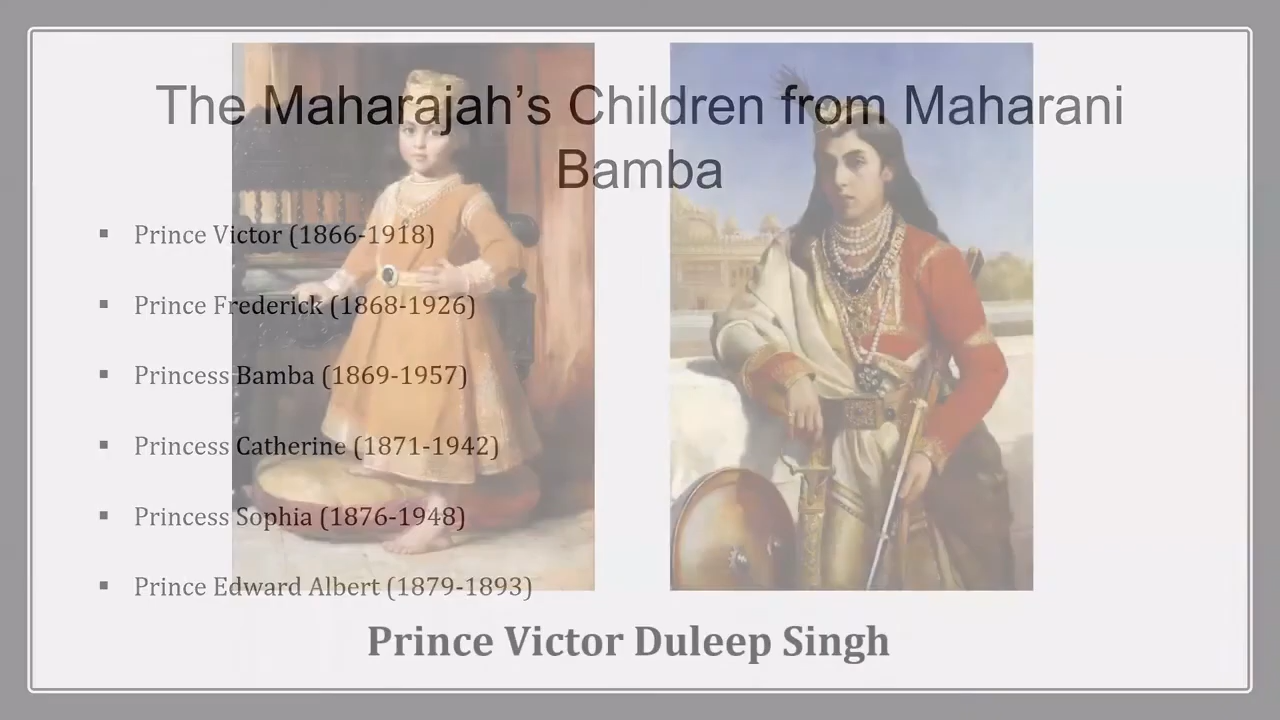 The Maharajah’s Children from Maharani
Bamba
▪ Prince Victor (1866-1918)
▪ Prince Frederick (1868-1926)
▪ Princess Bamba (1869-1957)
▪ Princess Catherine (1871-1942)
▪ Princess Sophia (1876-1948)
▪ Prince Edward Albert (1879-1893)
Prince Victor Duleep Singh